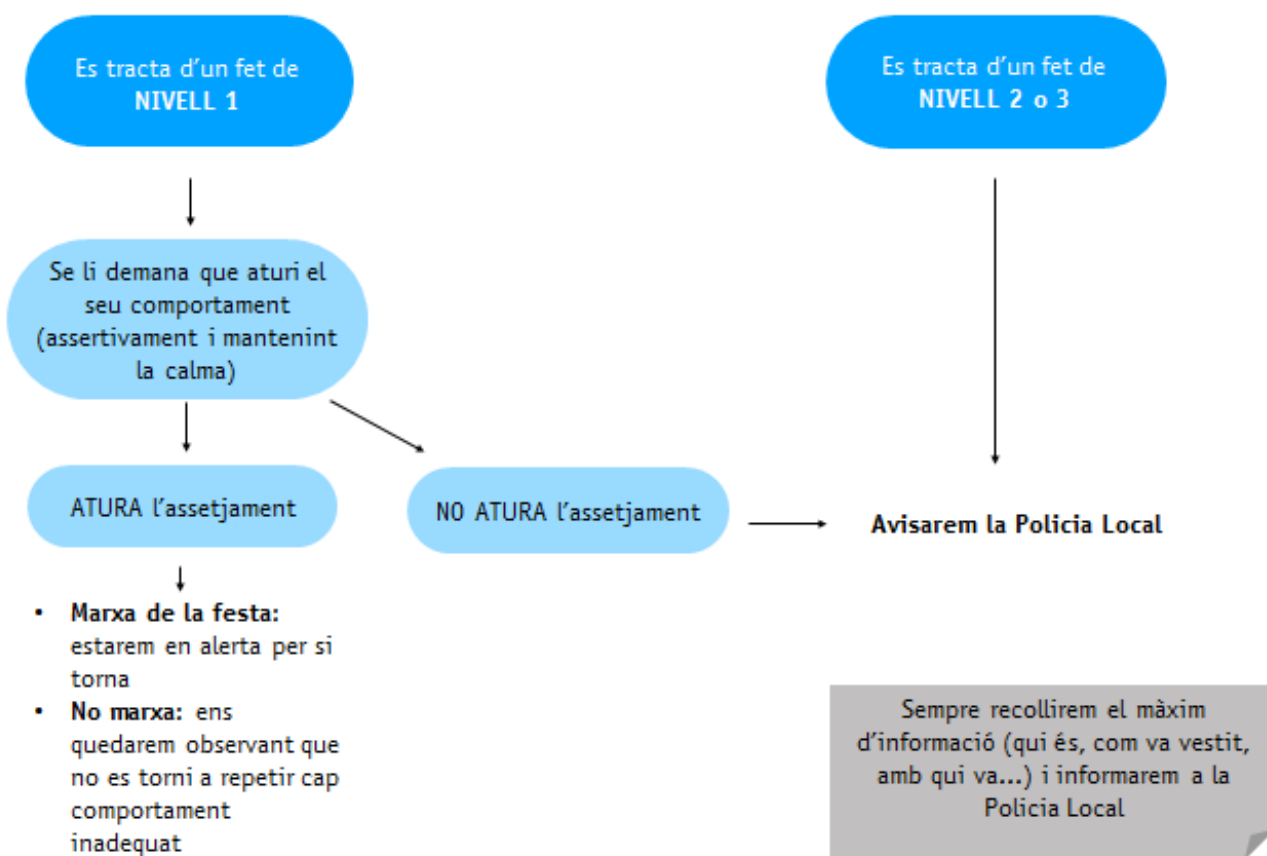 Es tracta d'un fet de
NIVELL 1
Es tracta d'un fet de
NIVELL 2 o 3
Se li demana que aturi el
seu comportament
(assertivament i mantenint
la calma)
ATURA l'assetjament
NO ATURA l'assetjament
Avisarem la Policia Local
• Marxa de la festa:
estarem en alerta per si
torna
• No marxa: ens
quedarem observant que
no es torni a repetir cap
comportament
inadequat
Sempre recollirem el màxim
d'informació (qui és, com va vestit,
amb qui va...) i informarem a la
Policia Local